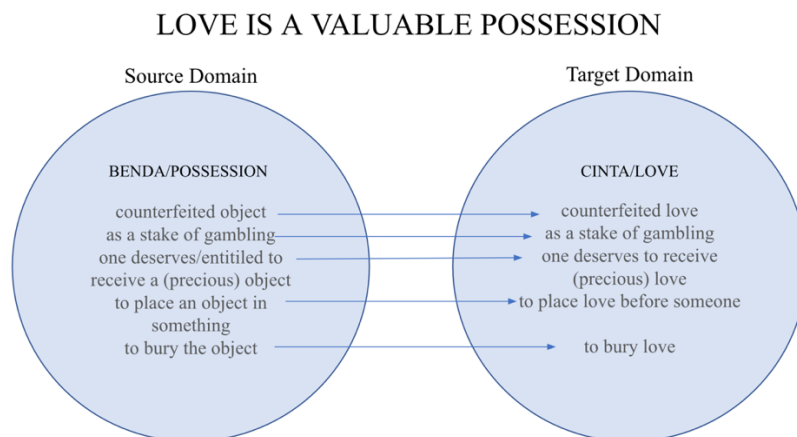 LOVE IS A VALUABLE POSSESSION
Source Domain
Target Domain
BENDA/POSSESSION
counterfeited object
as a stake of gambling
one deserves/entitiled to
receive a (precious) object
to place an object in
something
to bury the object
CINTA/LOVE
counterfeited love
as a stake of gambling
one deserves to receive
(precious) love
to place love before someone
to bury love